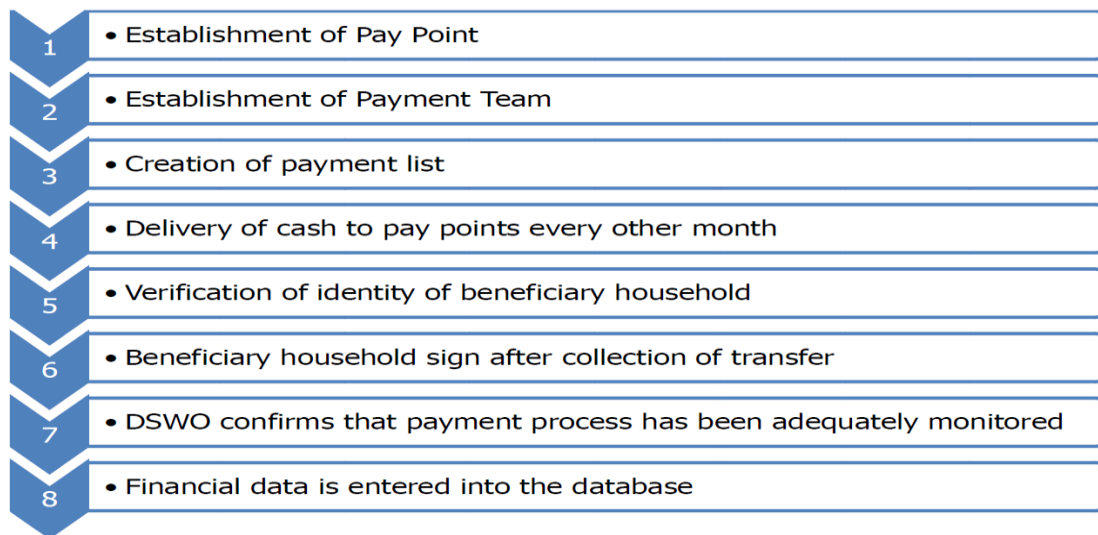 1 • Establishment of Pay Point
2 • Establishment of Payment Team
3 • Creation of payment list
4 • Delivery of cash to pay points every other month
5 • Verification of identity of beneficiary household
6 • Beneficiary household sign after collection of transfer
7 • DSWO confirms that payment process has been adequately monitored
8 • Financial data is entered into the database